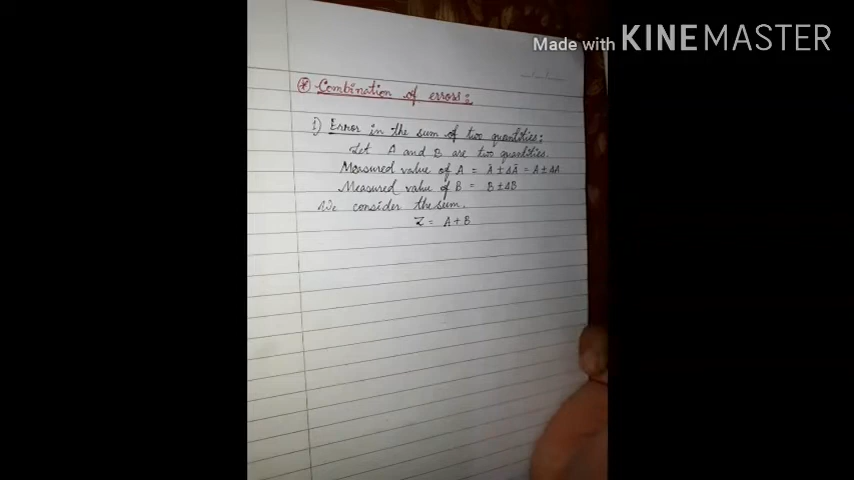 Made with KINEMASTER
* Combination of errors:
1) Error in the sum of two quantities:
Let A and B are two quantities.
Measured value of A = A ± ΔA = A ± ΔA
Measured value of B = B ± ΔB
We consider the sum.
Z = A + B